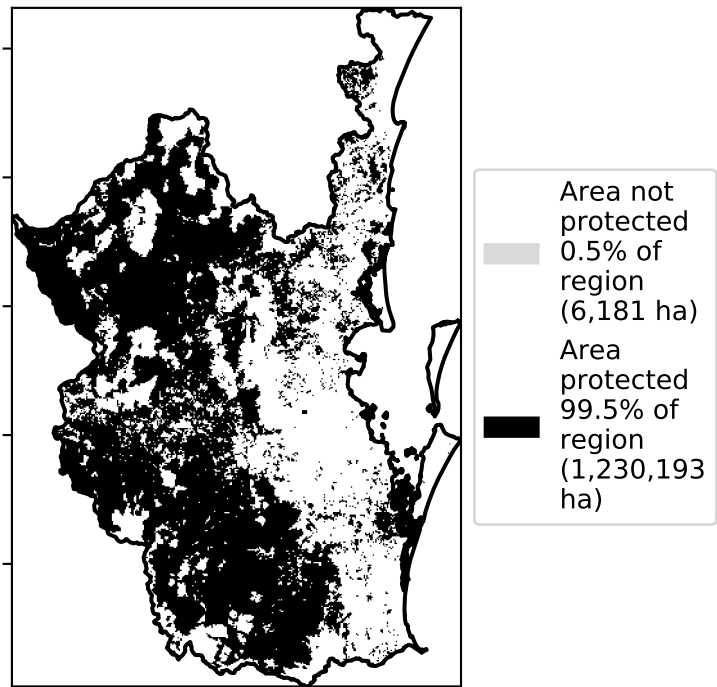 Area not
protected
0.5% of
region
(6,181 ha)
Area
protected
99.5% of
region
(1,230,193
ha)